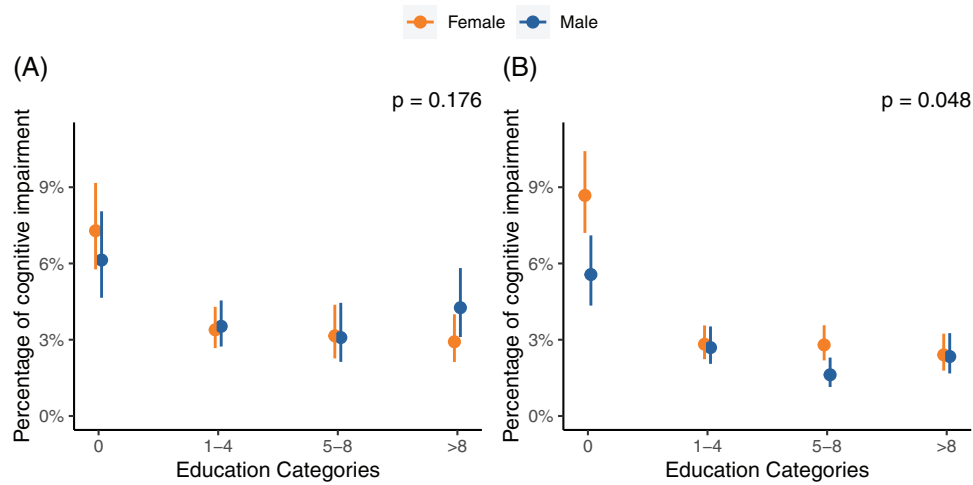 Female Male
(A)
p = 0.176
Percentage of cognitive impairment
9%
6%
3%
0%
0 1–4 5–8 >8
Education Categories
(B)
p = 0.048
Percentage of cognitive impairment
9%
6%
3%
0%
0 1–4 5–8 >8
Education Categories